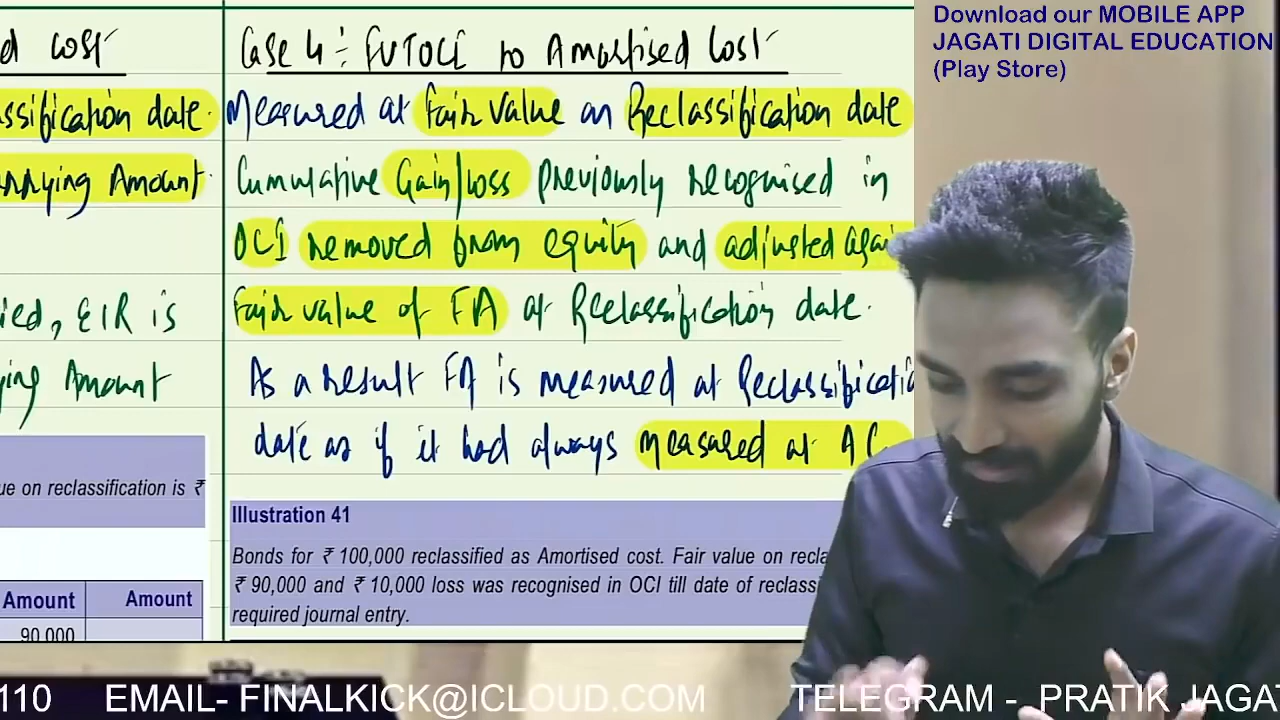 Download our MOBILE APP
JAGATI DIGITAL EDUCATION
(Play Store)
d cost
ssification date.
arrying Amount.
ied, EIR is
ying Amount
ue on reclassification is ₹
Amount Amount
90,000
Case 4 : FVTOCI to Amortised Cost
Measured at Fair Value on Reclassification date
Cumulative Gain/loss previously recognised in
OCI removed from equity and adjusted agai
Fair value of FA at Reclassification date.
As a result FA is measured at Reclassificatio
date as if it had always measured at AC
Illustration 41
Bonds for ₹ 100,000 reclassified as Amortised cost. Fair value on recla
₹ 90,000 and ₹ 10,000 loss was recognised in OCI till date of reclassi
required journal entry.
110 EMAIL- FINALKICK@ICLOUD.COM TELEGRAM - PRATIK JAGAT